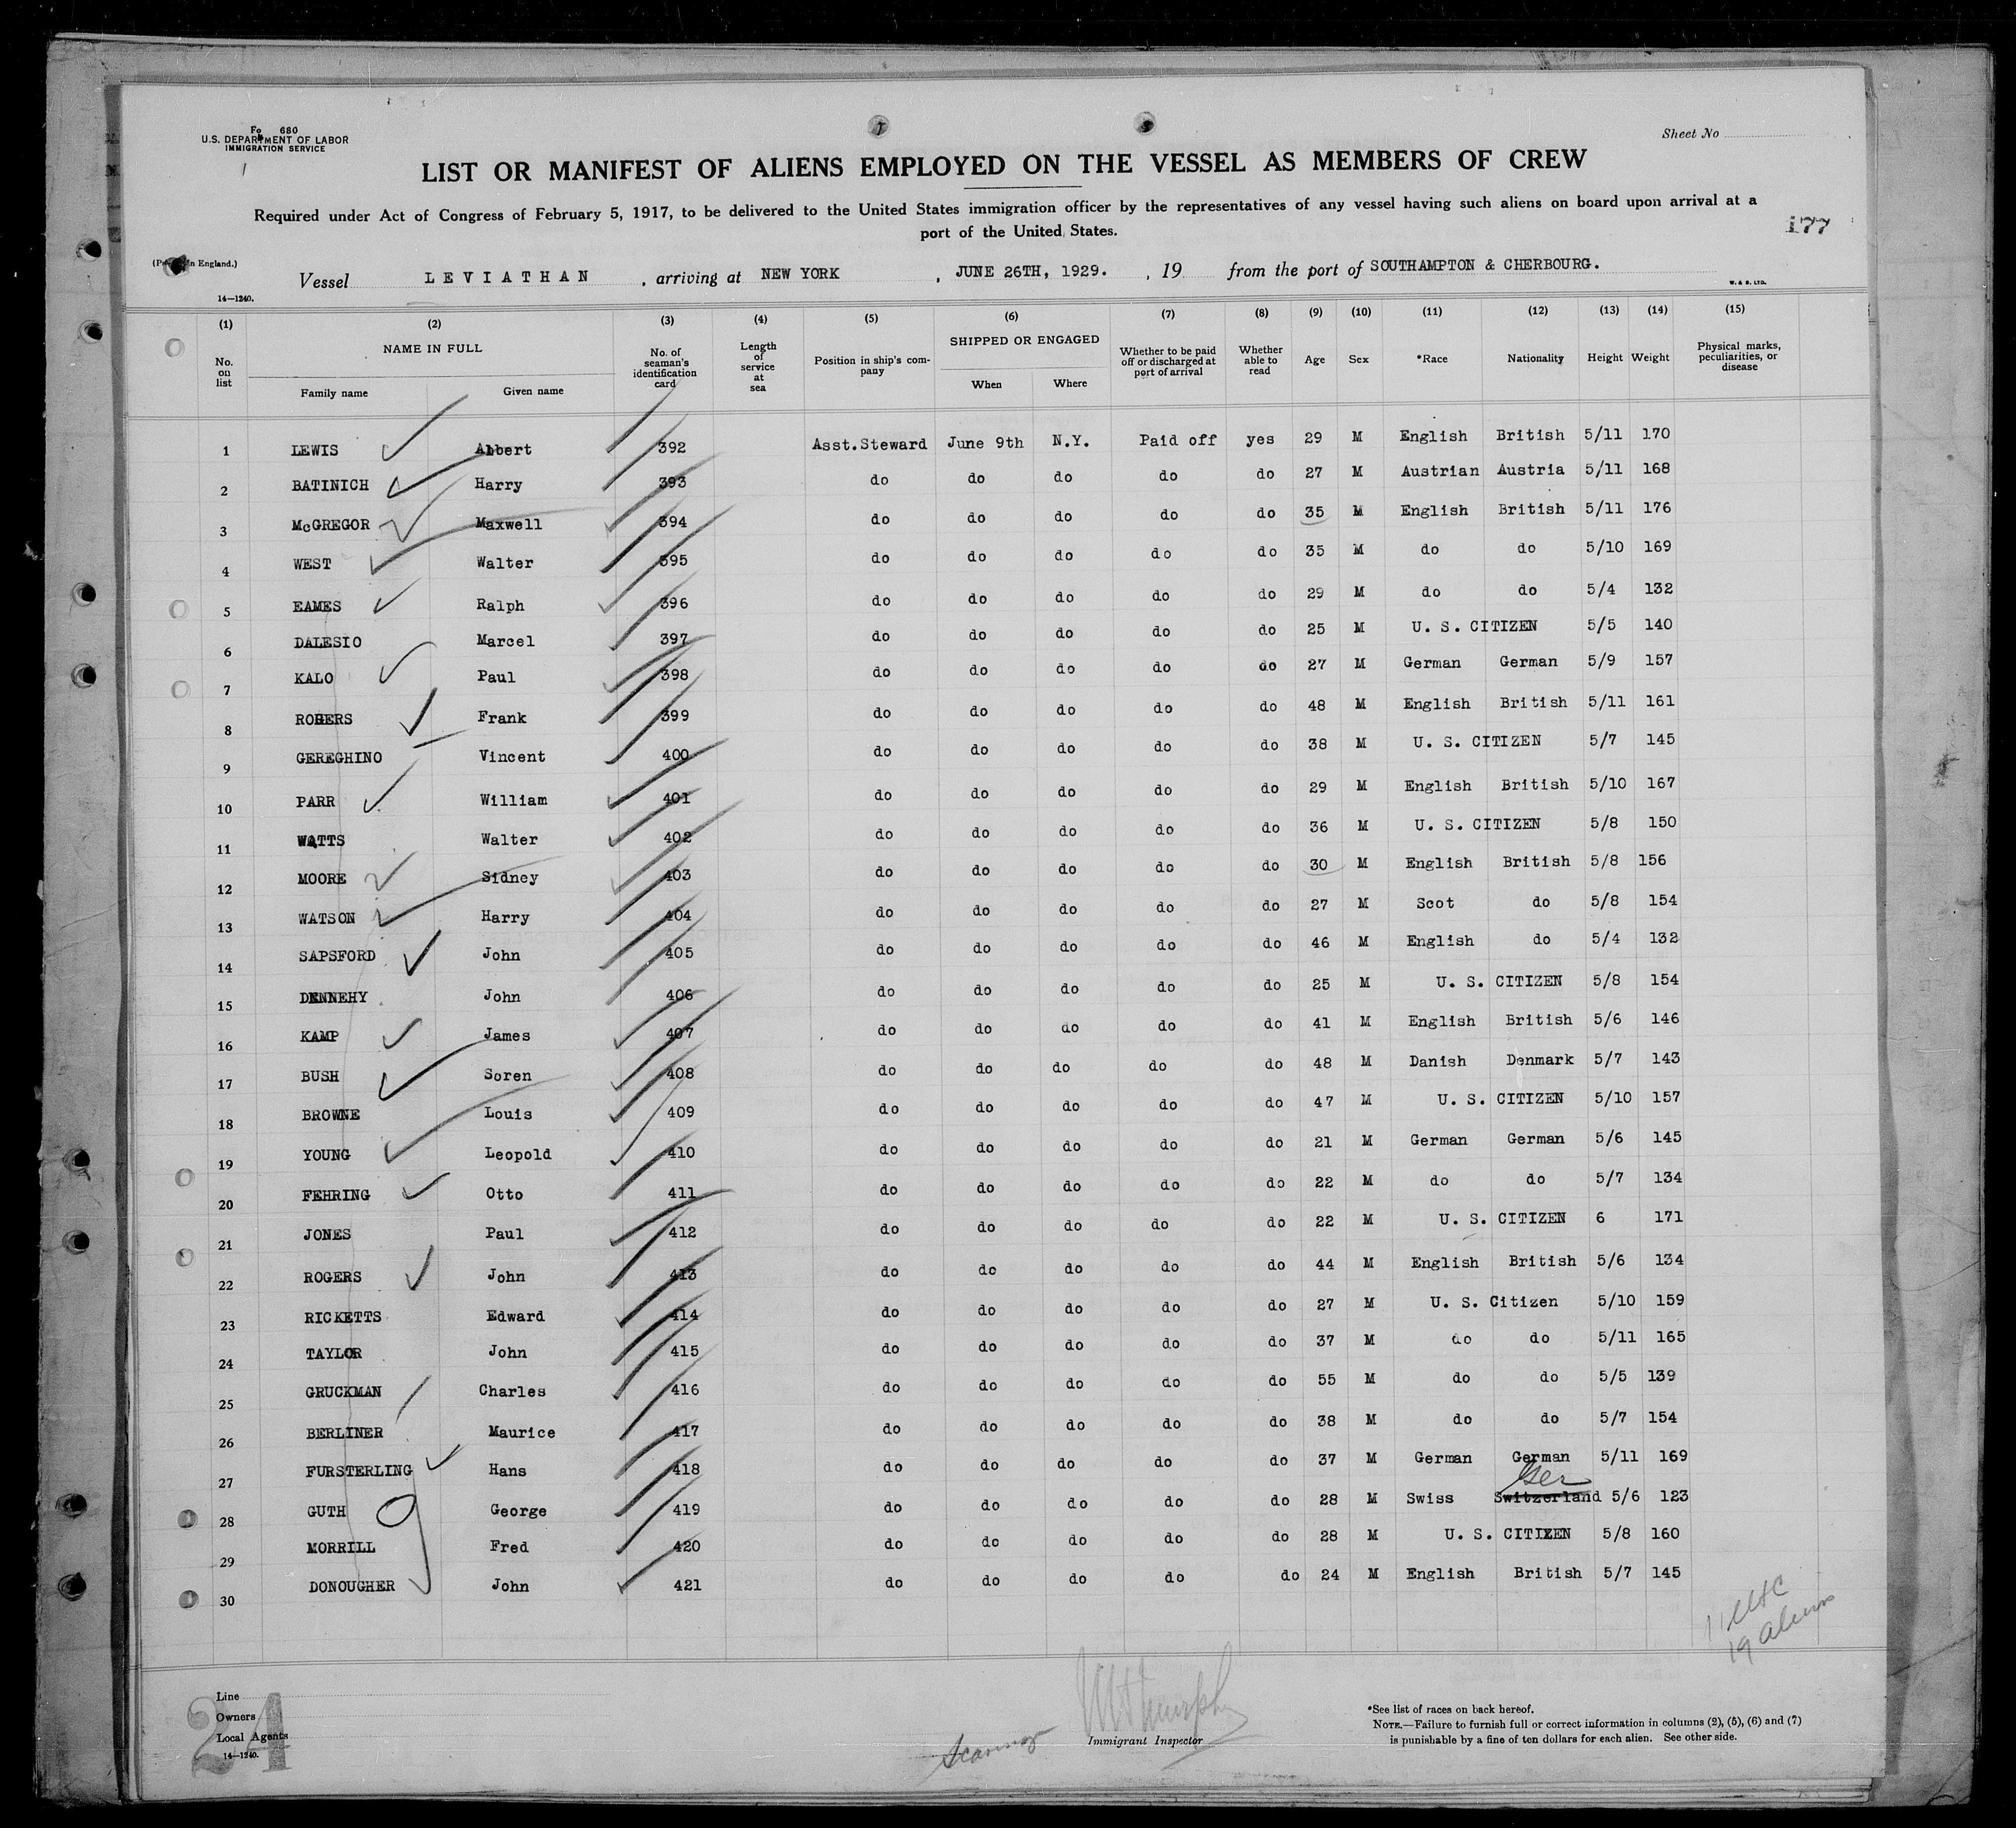 Fo 680
U.S. DEPARTMENT OF LABOR
IMMIGRATION SERVICE
Sheet No
LIST OR MANIFEST OF ALIENS EMPLOYED ON THE VESSEL AS MEMBERS OF CREW
Required under Act of Congress of February 5, 1917, to be delivered to the United States immigration officer by the representatives of any vessel having such aliens on board upon arrival at a
port of the United States.
177
in England.)
Vessel LEVIATHAN, arriving at NEW YORK, JUNE 26TH, 1929., 19 from the port of SOUTHAMPTON & CHERBOURG.
14—1240.
W. & S. LTD.
(1) (2) (3) (4) (5) (6) (7) (8) (9) (10) (11) (12) (13) (14) (15)
No. on list NAME IN FULL Family name Given name No. of seaman's identification card Length of service at sea Position in ship's company SHIPPED OR ENGAGED When Where Whether to be paid off or discharged at port of arrival Whether able to read Age Sex *Race Nationality Height Weight Physical marks, peculiarities, or disease
1 LEWIS Albert 392 Asst.Steward June 9th N.Y. Paid off yes 29 M English British 5/11 170
2 BATINICH Harry 393 do do do do do 27 M Austrian Austria 5/11 168
3 McGREGOR Maxwell 394 do do do do do 35 M English British 5/11 176
4 WEST Walter 395 do do do do do 35 M do do 5/10 169
5 EAMES Ralph 396 do do do do do 29 M do do 5/4 132
6 DALESIO Marcel 397 do do do do do 25 M U. S. CITIZEN 5/5 140
7 KALO Paul 398 do do do do do 27 M German German 5/9 157
8 ROGERS Frank 399 do do do do do 48 M English British 5/11 161
9 GEREGHINO Vincent 400 do do do do do 38 M U. S. CITIZEN 5/7 145
10 PARR William 401 do do do do do 29 M English British 5/10 167
11 WATTS Walter 402 do do do do do 36 M U. S. CITIZEN 5/8 150
12 MOORE Sidney 403 do do do do do 30 M English British 5/8 156
13 WATSON Harry 404 do do do do do 27 M Scot do 5/8 154
14 SAPSFORD John 405 do do do do do 46 M English do 5/4 132
15 DENNEHY John 406 do do do do do 25 M U. S. CITIZEN 5/8 154
16 KAMP James 407 do do do do do 41 M English British 5/6 146
17 BUSH Soren 408 do do do do do 48 M Danish Denmark 5/7 143
18 BROWNE Louis 409 do do do do do 47 M U. S. CITIZEN 5/10 157
19 YOUNG Leopold 410 do do do do do 21 M German German 5/6 145
20 FEHRING Otto 411 do do do do do 22 M do do 5/7 134
21 JONES Paul 412 do do do do do 22 M U. S. CITIZEN 6 171
22 ROGERS John 413 do do do do do 44 M English British 5/6 134
23 RICKETTS Edward 414 do do do do do 27 M U. S. Citizen 5/10 159
24 TAYLOR John 415 do do do do do 37 M do do 5/11 165
25 GRUCKMAN Charles 416 do do do do do 55 M do do 5/5 139
26 BERLINER Maurice 417 do do do do do 38 M do do 5/7 154
27 FURSTERLING Hans 418 do do do do do 37 M German German 5/11 169
28 GUTH George 419 do do do do do 28 M Swiss Switzerland Ger 5/6 123
29 MORRILL Fred 420 do do do do do 28 M U. S. CITIZEN 5/8 160
30 DONOUGHER John 421 do do do do do 24 M English British 5/7 145
11 USC
19 aliens
24
Line
Owners
Local Agents
14—1240.
Immigrant Inspector
*See list of races on back hereof.
NOTE.—Failure to furnish full or correct information in columns (2), (5), (6) and (7)
is punishable by a fine of ten dollars for each alien. See other side.